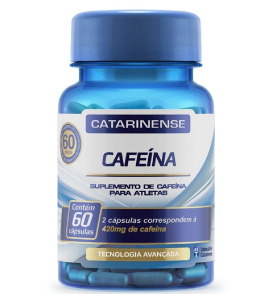 CATARINENSE
60
CAFEÍNA
SUPLEMENTO DE CAFEÍNA
PARA ATLETAS
Contém
60
cápsulas
2 cápsulas correspondem à
420mg de cafeína
TECNOLOGIA AVANÇADA